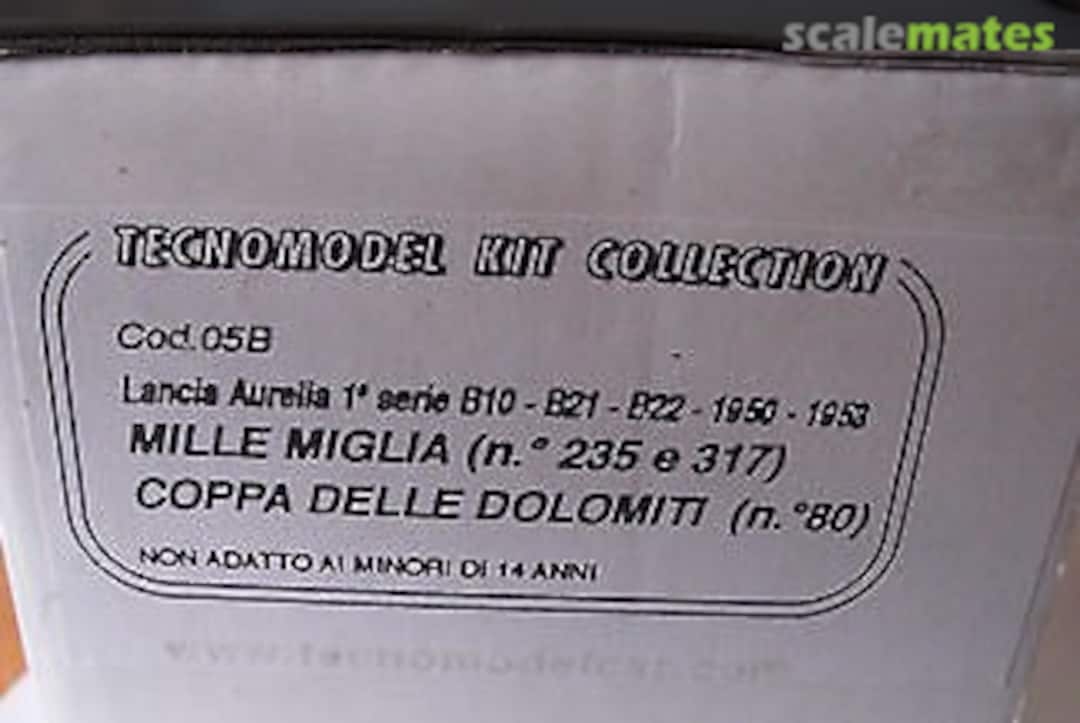 scalemates
TECNOMODEL KIT COLLECTION
Cod.05B
Lancia Aurelia 1ª serie B10 - B21 - B22 - 1950 - 1953
MILLE MIGLIA (n.° 235 e 317)
COPPA DELLE DOLOMITI (n.°80)
NON ADATTO AI MINORI DI 14 ANNI
www.tecnomodelcar.com